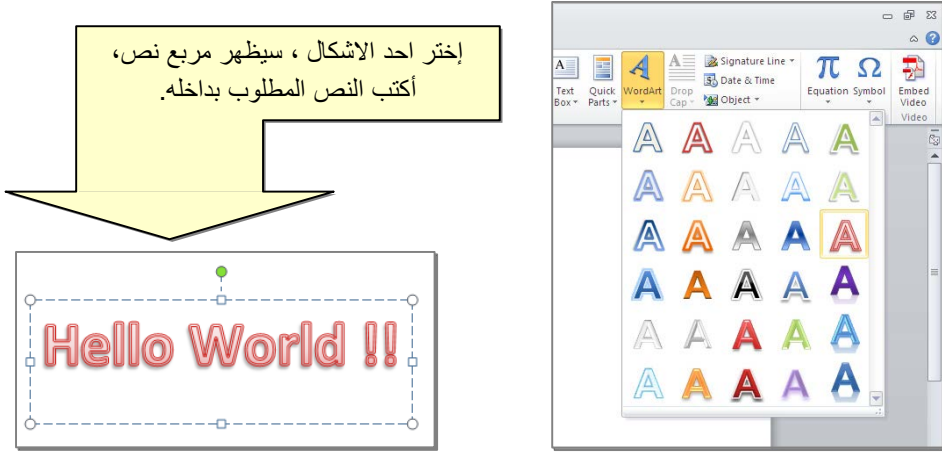 إختر احد الاشكال ، سيظهر مربع نص،
أكتب النص المطلوب بداخله.
Hello World !!
A
Text
Box
Quick
Parts
A
WordArt
A
Drop
Cap
Signature Line
Date & Time
5
Object
π
Equation
Ω
Symbol
Embed
Video
Video
?
A A A A A
A A A A A
A A A A A
A A A A A
A A A A A
A A A A A